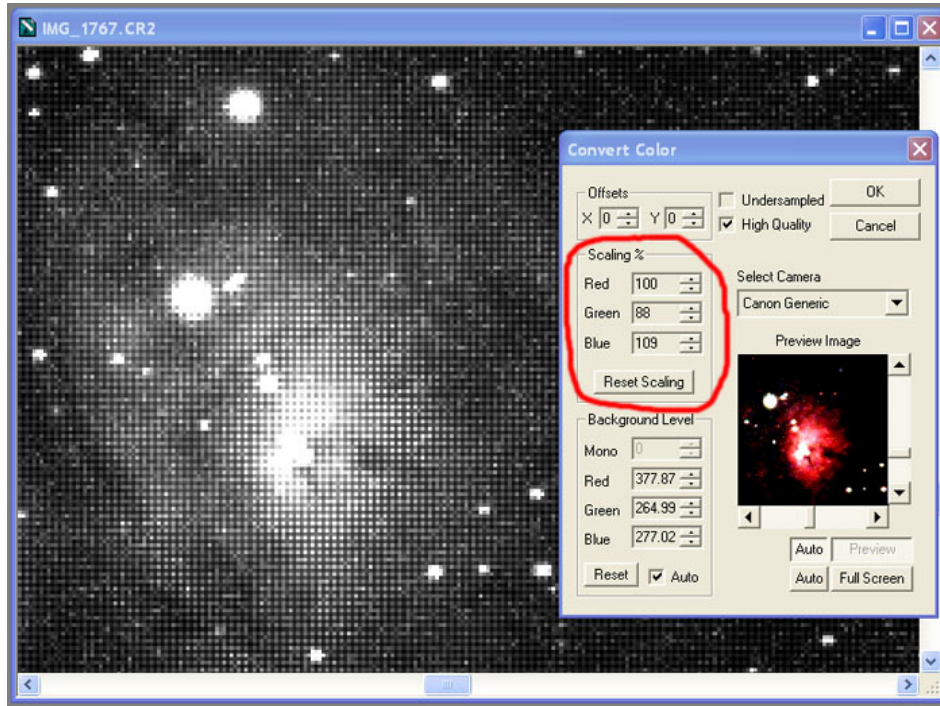 IMG_1767.CR2
Convert Color
Offsets
X 0 Y 0
Undersampled
High Quality
OK
Cancel
Scaling %
Red 100
Green 88
Blue 109
Reset Scaling
Select Camera
Canon Generic
Preview Image
Background Level
Mono 0
Red 377.87
Green 264.99
Blue 277.02
Reset Auto
Auto Preview
Auto Full Screen